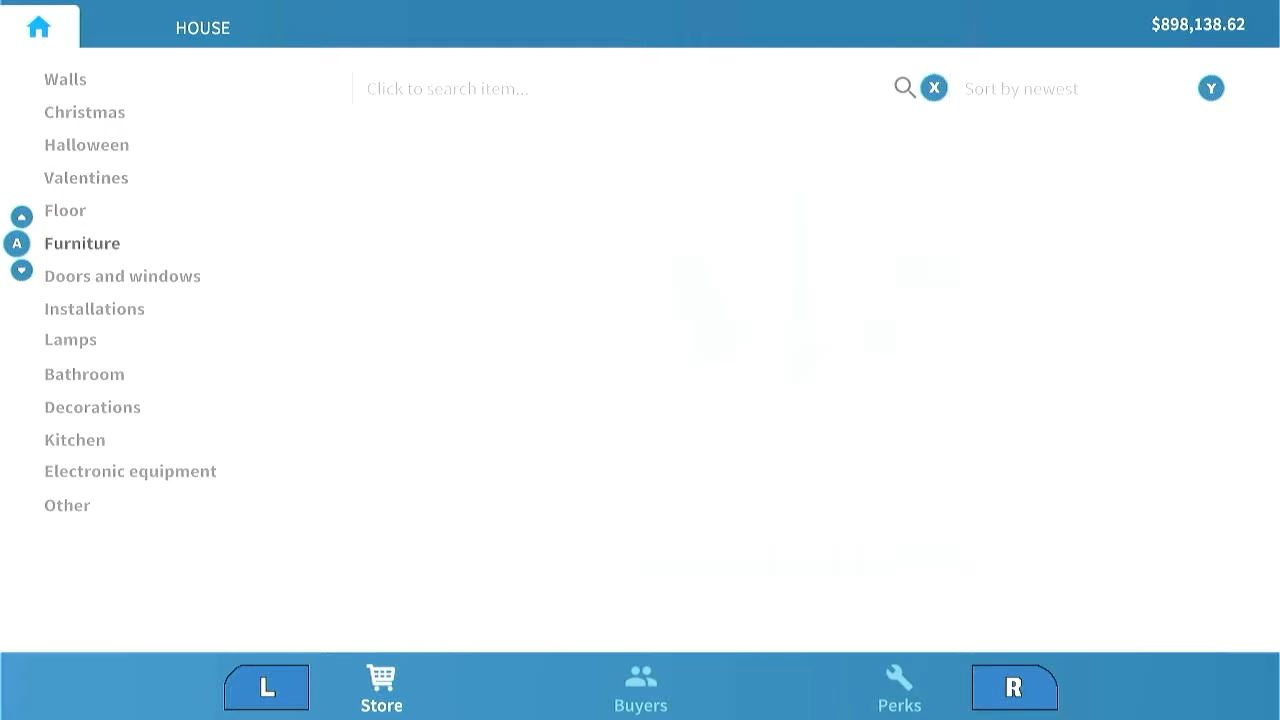 HOUSE
$898,138.62
Walls
Click to search item...
X
Sort by newest
Y
Christmas
Halloween
Valentines
Floor
A
Furniture
Doors and windows
Installations
Lamps
Bathroom
Decorations
Kitchen
Electronic equipment
Other
L
Store
Buyers
Perks
R